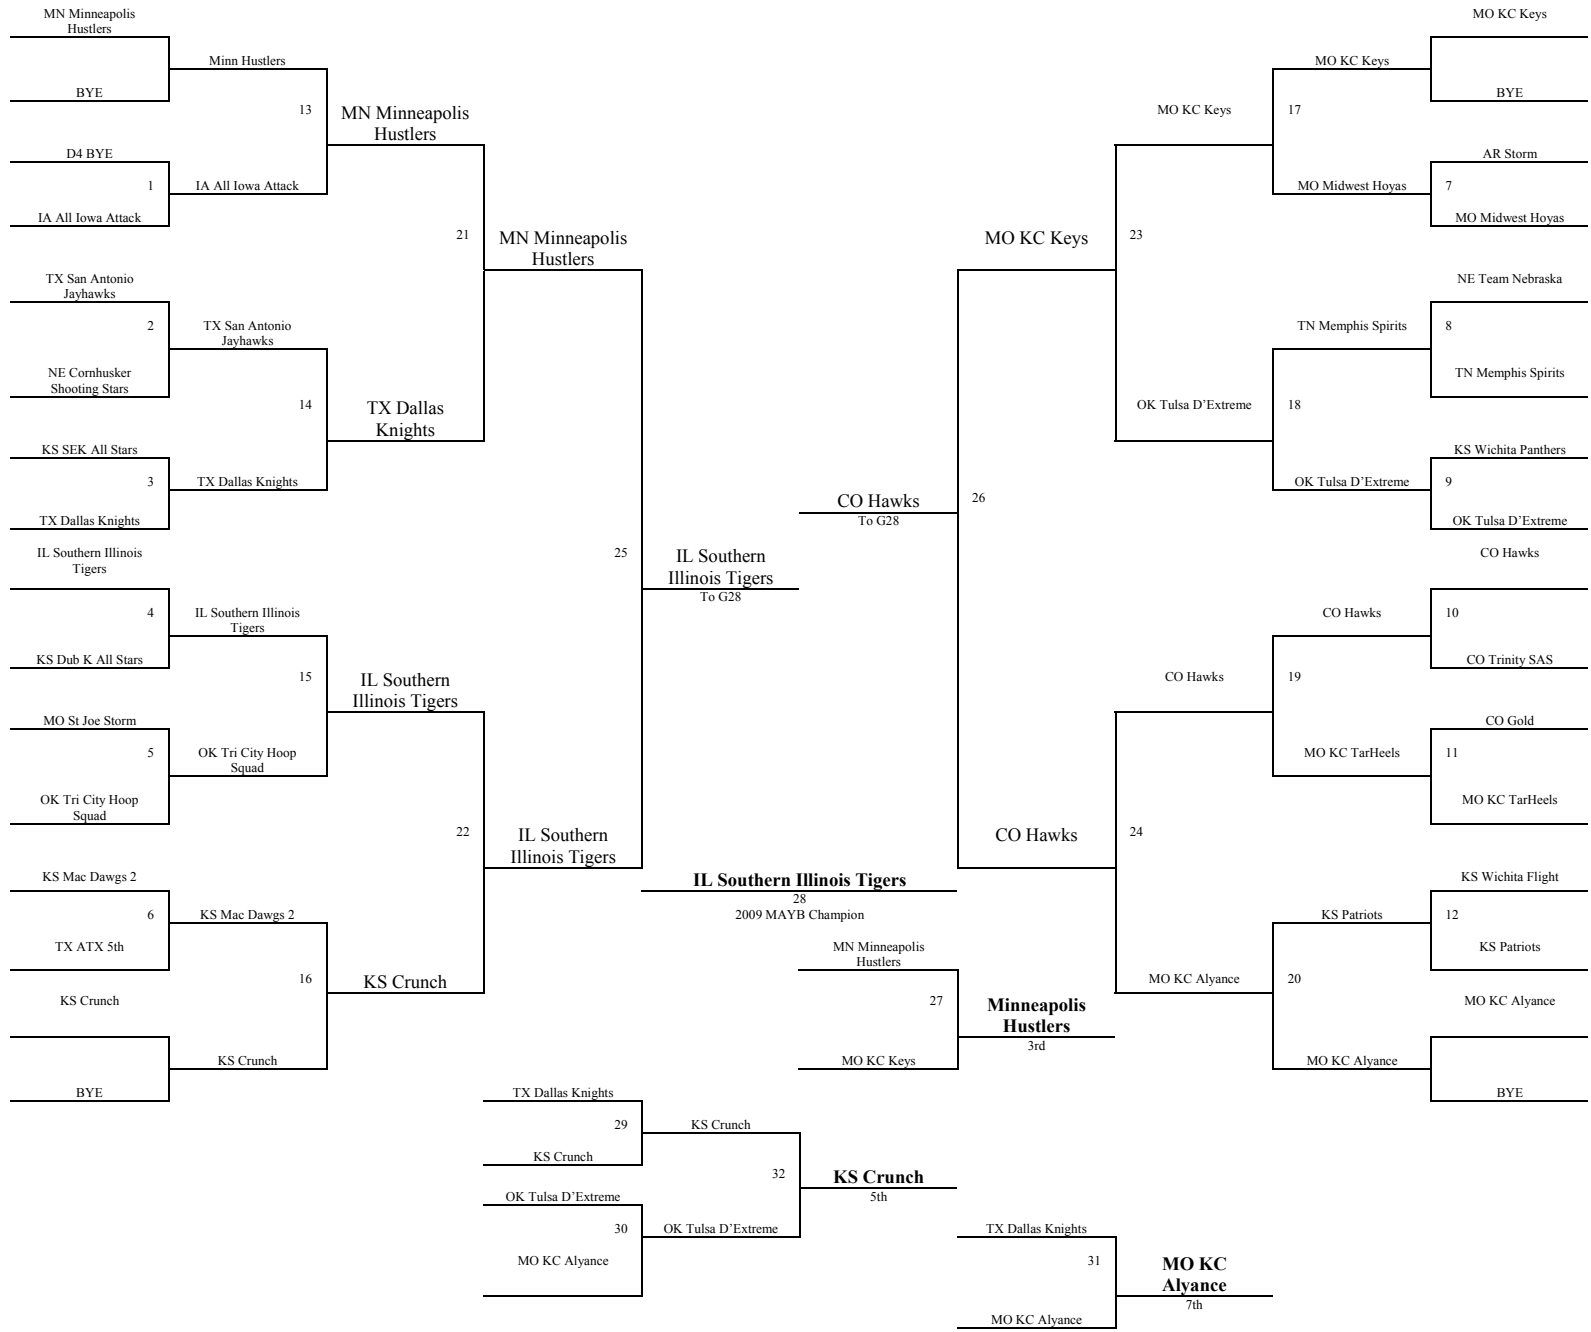 MN Minneapolis
Hustlers
BYE
D4 BYE
1
IA All Iowa Attack
TX San Antonio
Jayhawks
2
NE Cornhusker
Shooting Stars
KS SEK All Stars
3
TX Dallas Knights
IL Southern Illinois
Tigers
4
KS Dub K All Stars
MO St Joe Storm
5
OK Tri City Hoop
Squad
KS Mac Dawgs 2
6
TX ATX 5th
KS Crunch
BYE
Minn Hustlers
13
IA All Iowa Attack
TX San Antonio
Jayhawks
14
TX Dallas Knights
IL Southern Illinois
Tigers
15
OK Tri City Hoop
Squad
KS Mac Dawgs 2
16
KS Crunch
MN Minneapolis
Hustlers
21
TX Dallas
Knights
IL Southern
Illinois Tigers
22
KS Crunch
MN Minneapolis
Hustlers
25
IL Southern
Illinois Tigers
IL Southern
Illinois Tigers
To G28
CO Hawks
To G28
26
IL Southern Illinois Tigers
28
2009 MAYB Champion
MO KC Keys
23
CO Hawks
24
MO KC Keys
17
OK Tulsa D’Extreme
18
CO Hawks
19
MO KC Alyance
20
MO KC Keys
MO Midwest Hoyas
TN Memphis Spirits
OK Tulsa D’Extreme
CO Hawks
MO KC TarHeels
KS Patriots
MO KC Alyance
MO KC Keys
BYE
AR Storm
7
MO Midwest Hoyas
NE Team Nebraska
8
TN Memphis Spirits
KS Wichita Panthers
9
OK Tulsa D’Extreme
CO Hawks
10
CO Trinity SAS
CO Gold
11
MO KC TarHeels
KS Wichita Flight
12
KS Patriots
MO KC Alyance
BYE
MN Minneapolis
Hustlers
27
MO KC Keys
Minneapolis
Hustlers
3rd
TX Dallas Knights
29
KS Crunch
OK Tulsa D’Extreme
30
MO KC Alyance
KS Crunch
32
OK Tulsa D’Extreme
KS Crunch
5th
TX Dallas Knights
31
MO KC Alyance
MO KC
Alyance
7th